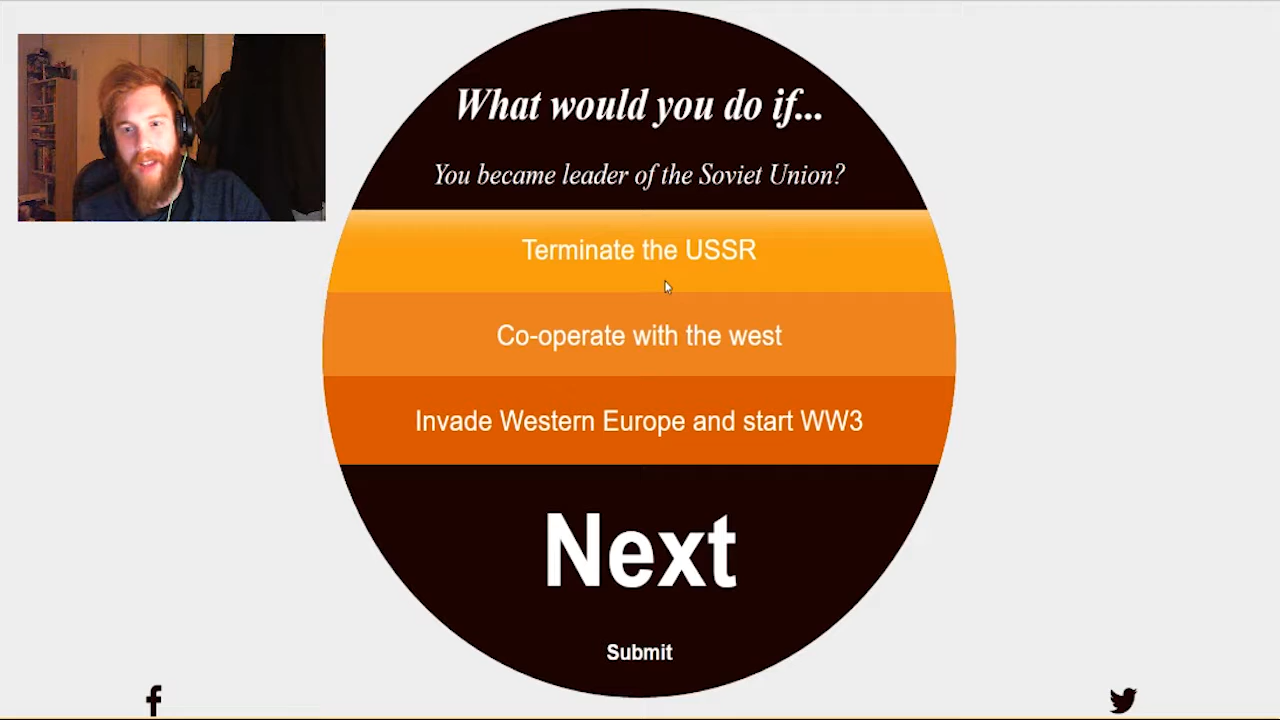 What would you do if...
You became leader of the Soviet Union?
Terminate the USSR
Co-operate with the west
Invade Western Europe and start WW3
Next
Submit